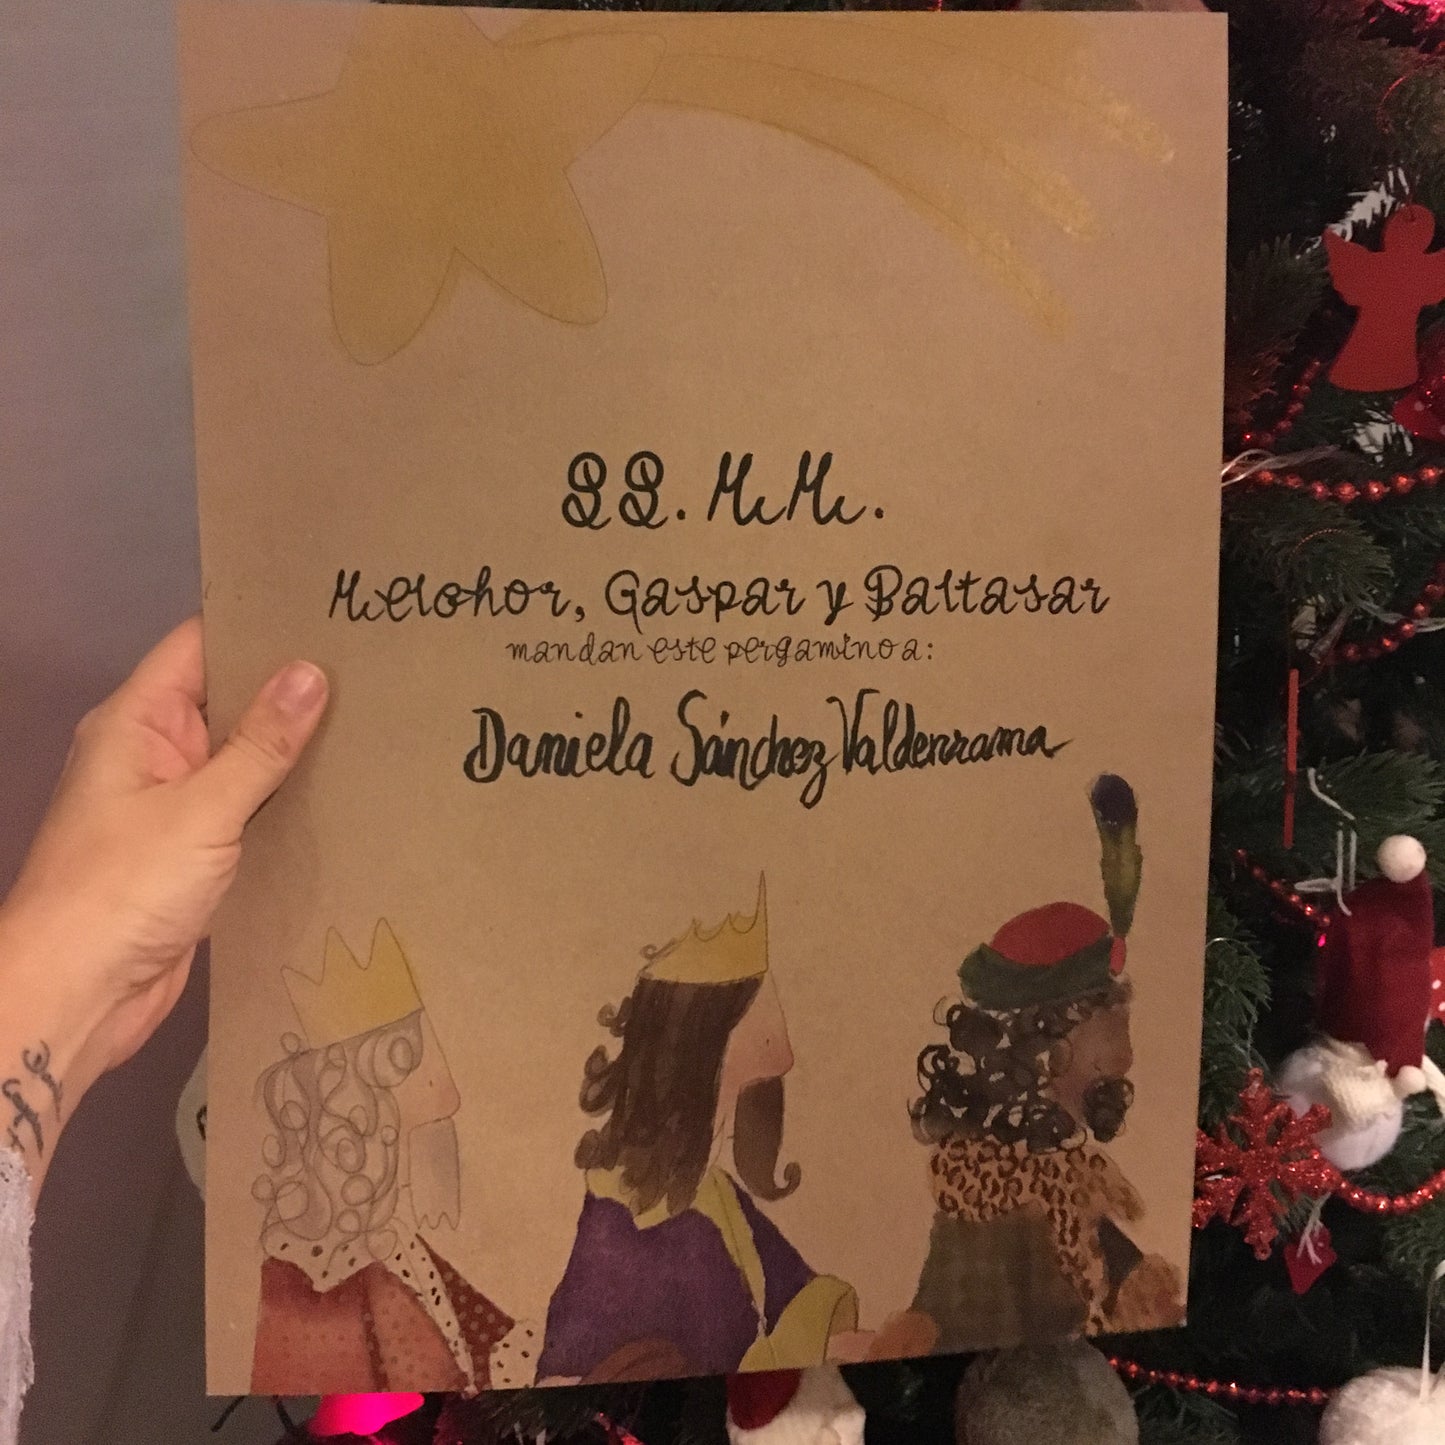 SS. MM.
Melchor, Gaspar y Baltasar
mandan este pergamino a:
Daniela Sánchez Valderrama